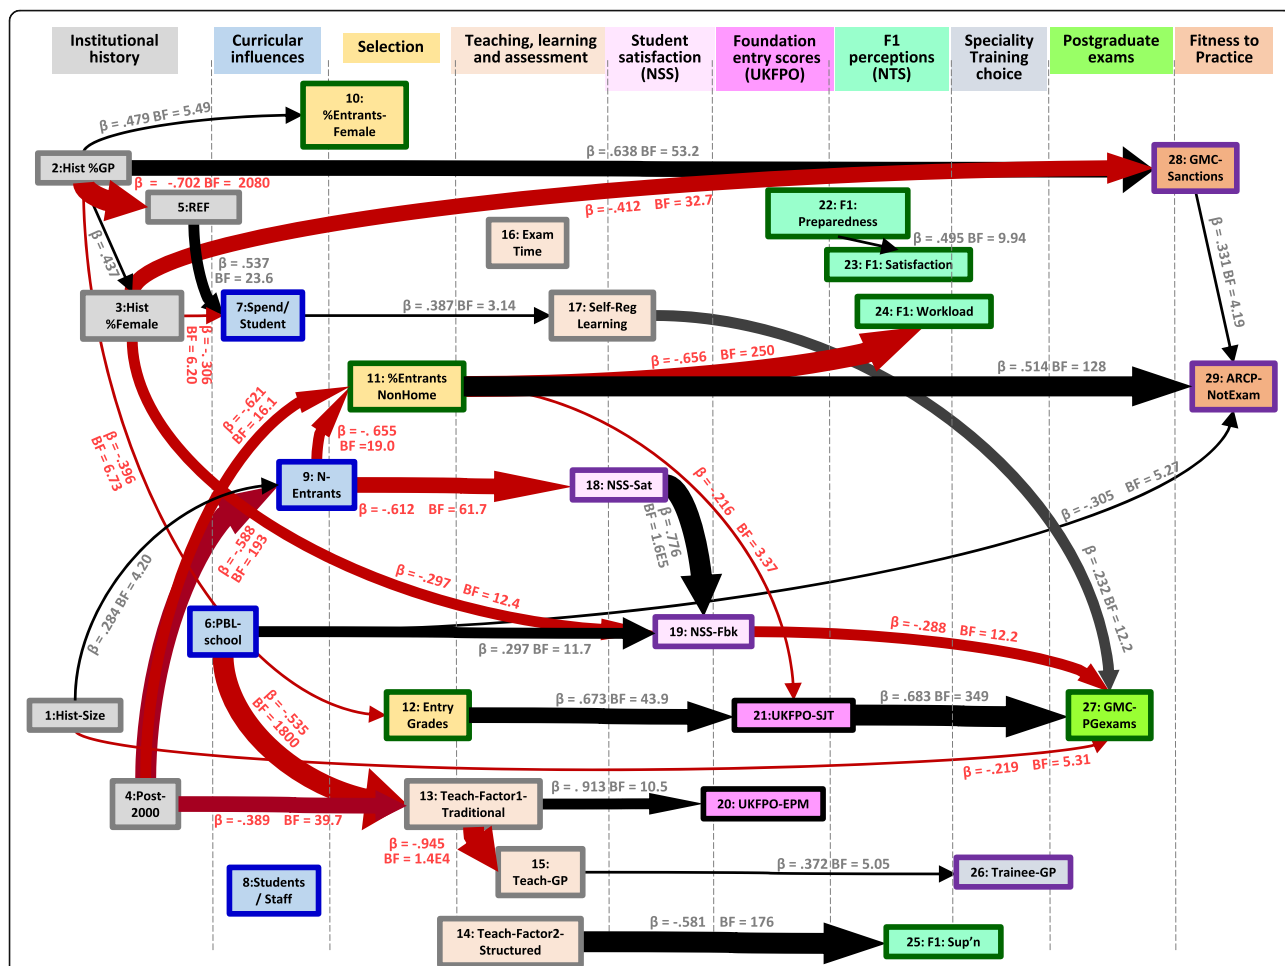 Institutional
history
Curricular
influences
Selection
Teaching, learning
and assessment
Student
satisfaction
(NSS)
Foundation
entry scores
(UKFPO)
F1
perceptions
(NTS)
Speciality
Training
choice
Postgraduate
exams
Fitness to
Practice
10:
%Entrants-
Female
β = .479 BF = 5.49
2:Hist %GP
β = .638 BF = 53.2
28: GMC-
Sanctions
β = -.702 BF = 2080
5:REF
β = -.412 BF = 32.7
22: F1:
Preparedness
β = .495 BF = 9.94
16: Exam
Time
23: F1: Satisfaction
β = .437
β = .537
BF = 23.6
β = .331 BF = 4.19
3:Hist
%Female
7:Spend/
Student
β = .387 BF = 3.14
17: Self-Reg
Learning
24: F1: Workload
β = -.306
BF = 6.20
β = -.656 BF = 250
11: %Entrants
NonHome
β = .514 BF = 128
29: ARCP-
NotExam
β = -.621
BF = 16.1
β = -. 655
BF =19.0
β = -.396
BF = 6.73
9: N-
Entrants
18: NSS-Sat
β = -.612 61.7
β = -.216 BF = 3.37
β = .776
BF = 1.6E5
β = -.305 BF = 5.27
β = -.588
BF = 193
β = .284 BF = 4.20
β = -.297 BF = 12.4
β = .232 BF = 12.2
6:PBL-
school
19: NSS-Fbk
β = -.288 BF = 12.2
β = .297 BF = 11.7
1:Hist-Size
β = -.535
BF = 1800
12: Entry
Grades
β = .673 BF = 43.9
21:UKFPO-SJT
β = .683 BF = 349
27: GMC-
PGexams
β = -.219 BF = 5.31
4:Post-
2000
β = -.389 BF = 39.7
13: Teach-Factor1-
Traditional
β = . 913 BF = 10.5
20: UKFPO-EPM
β = -.945
BF = 1.4E4
15:
Teach-GP
β = .372 BF = 5.05
26: Trainee-GP
8:Students
/ Staff
14: Teach-Factor2-
Structured
β = -.581 BF = 176
25: F1: Sup'n